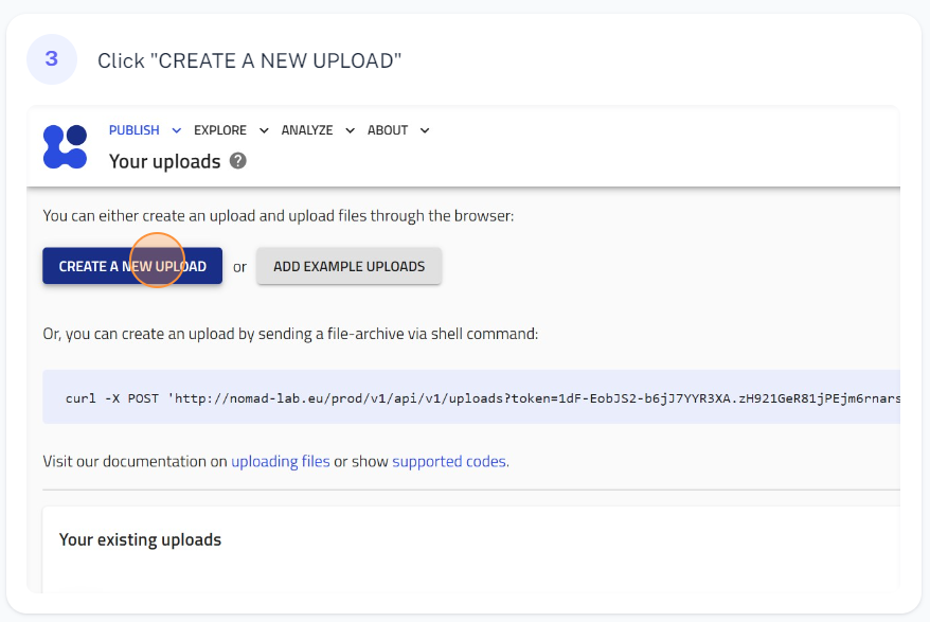 3
Click "CREATE A NEW UPLOAD"
PUBLISH EXPLORE ANALYZE ABOUT
Your uploads ?
You can either create an upload and upload files through the browser:
CREATE A NEW UPLOAD or ADD EXAMPLE UPLOADS
Or, you can create an upload by sending a file-archive via shell command:
curl -X POST 'http://nomad-lab.eu/prod/v1/api/v1/uploads?token=1dF-EobJS2-b6jJ7YYR3XA.zH921GeR81jPEjm6rnars
Visit our documentation on uploading files or show supported codes.
Your existing uploads